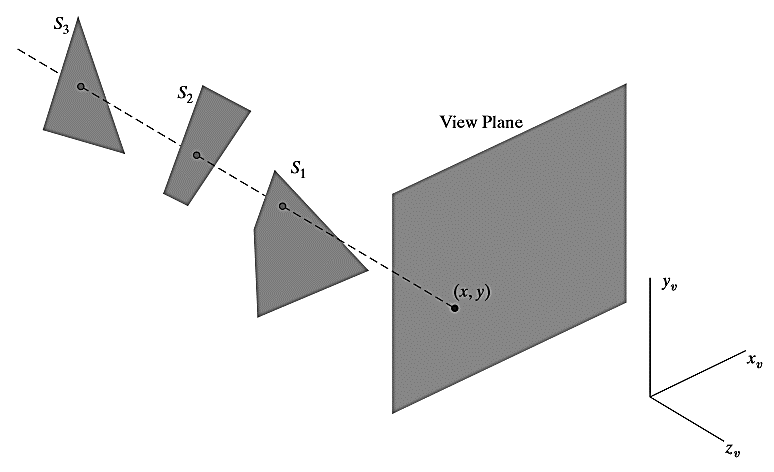 S3
S2
S1
View Plane
(x, y)
yv
xv
zv